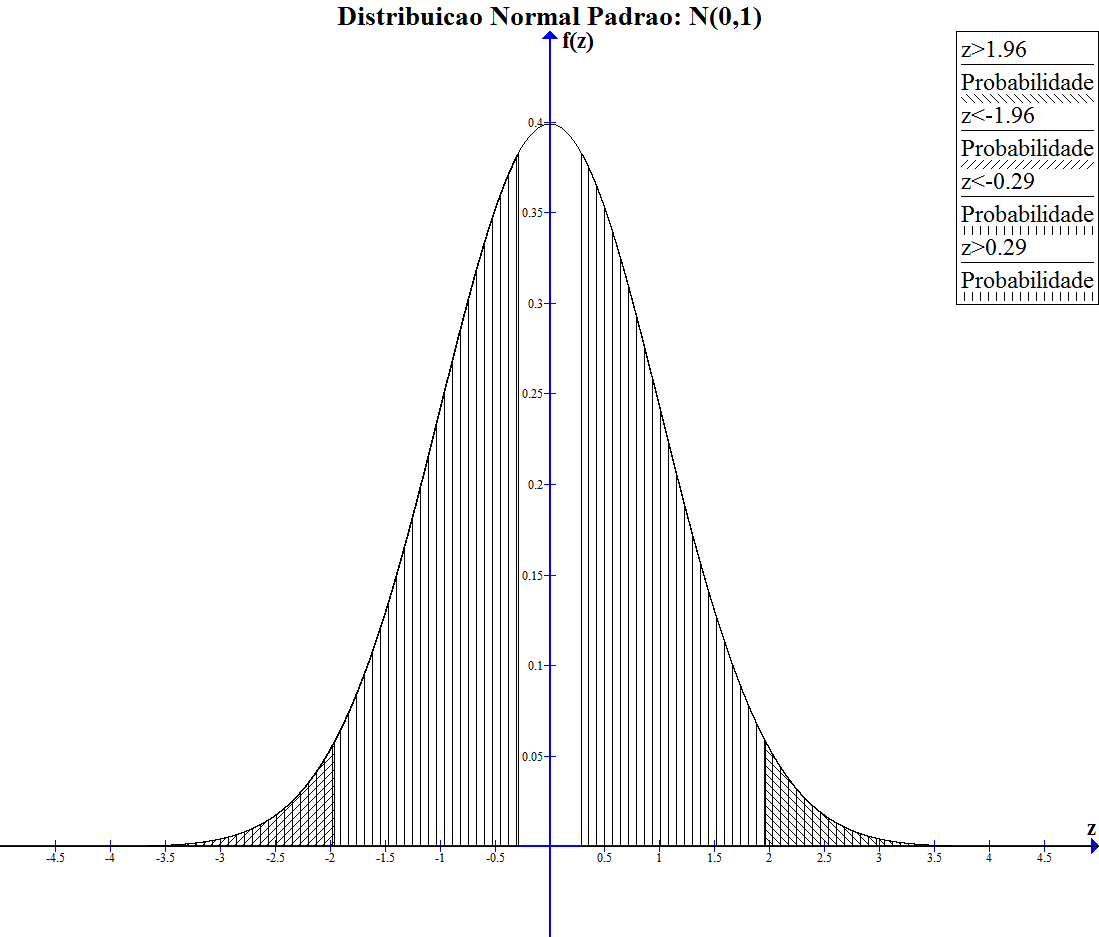 Distribuicao Normal Padrao: N(0,1)
f(z)
z>1.96
Probabilidade
z<-1.96
Probabilidade
z<-0.29
Probabilidade
z>0.29
Probabilidade
0.4
0.35
0.3
0.25
0.2
0.15
0.1
0.05
z
-4.5 -4 -3.5 -3 -2.5 -2 -1.5 -1 -0.5 0.5 1 1.5 2 2.5 3 3.5 4 4.5